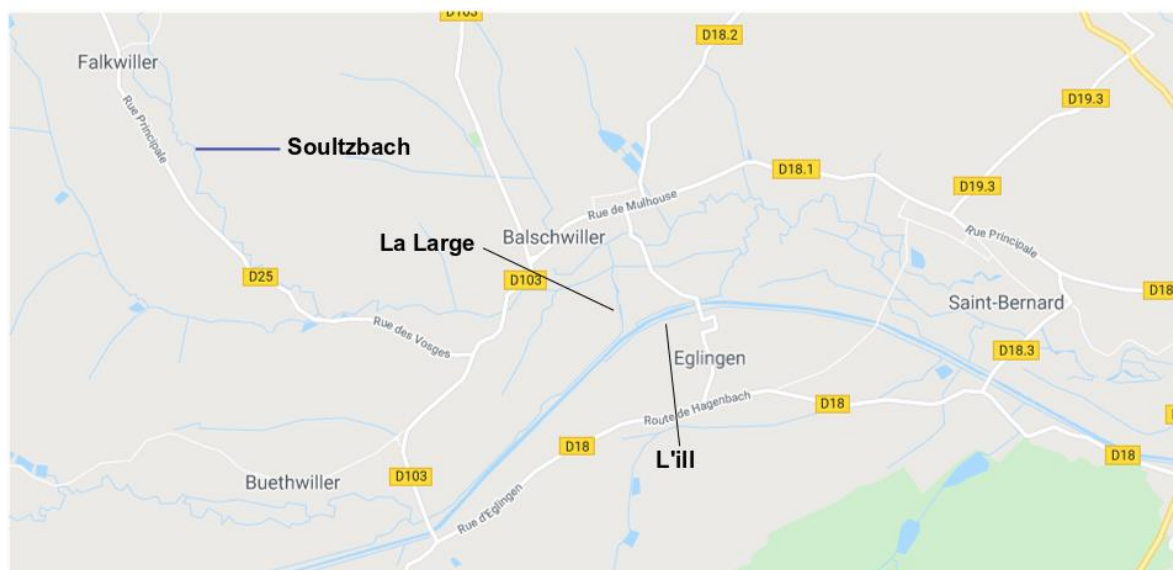 D103
D18.2
Falkwiller
D19.3
Rue Principale
Soultzbach
D18.1
D19.3
Rue de Mulhouse
Balschwiller
La Large
Rue Principale
D25
D103
D18
Saint-Bernard
Rue des Vosges
Eglingen
D18.3
Route de Hagenbach
D18
D18
L'ill
D18
Buethwiller
D103
Rue d'Eglingen